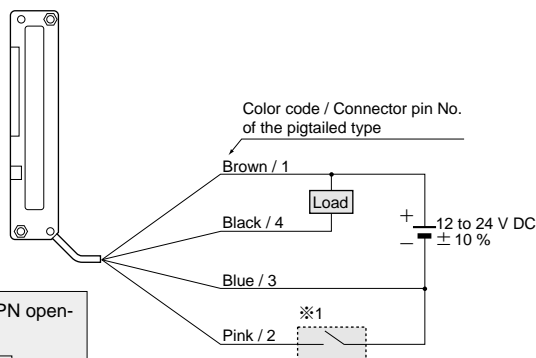 Color code / Connector pin No.
of the pigtailed type
Brown / 1
Load
Black / 4
+
12 to 24 V DC
−
± 10 %
Blue / 3
PN open-
※1
Pink / 2